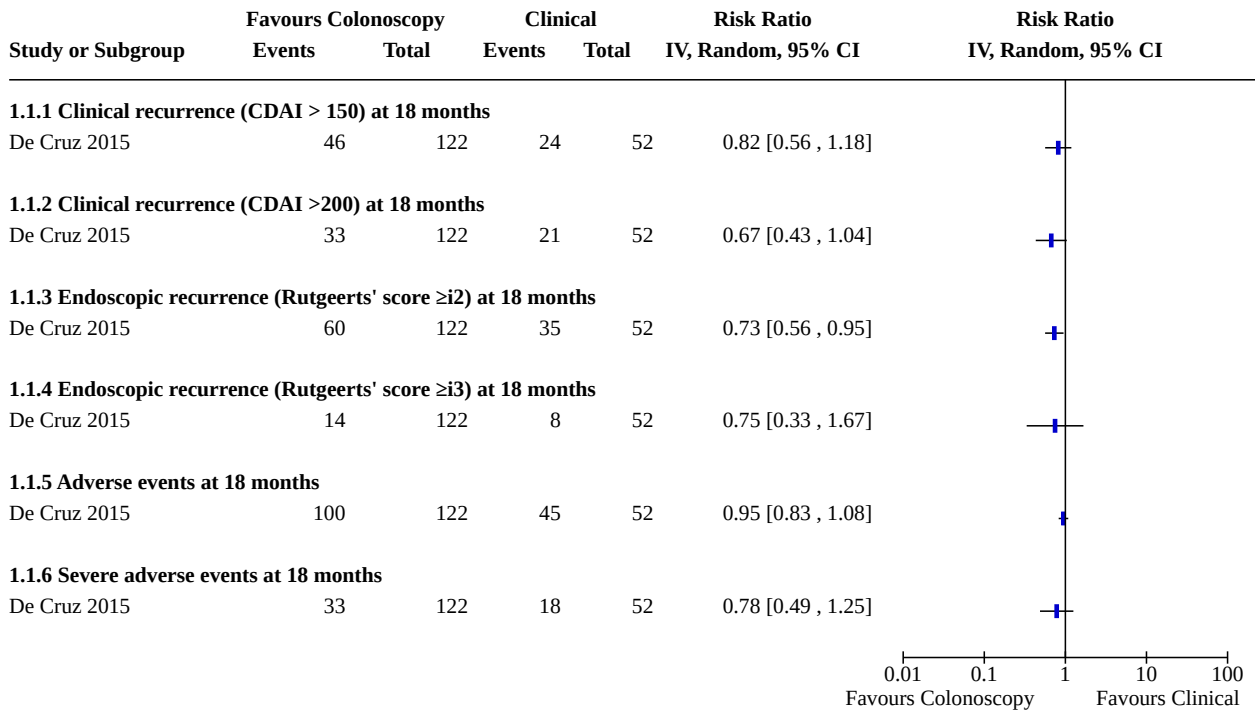 Favours Colonoscopy Clinical Risk Ratio Risk Ratio
Study or Subgroup Events Total Events Total IV, Random, 95% CI IV, Random, 95% CI
1.1.1 Clinical recurrence (CDAI > 150) at 18 months
De Cruz 2015 46 122 24 52 0.82 [0.56 , 1.18]
1.1.2 Clinical recurrence (CDAI >200) at 18 months
De Cruz 2015 33 122 21 52 0.67 [0.43 , 1.04]
1.1.3 Endoscopic recurrence (Rutgeerts' score ≥i2) at 18 months
De Cruz 2015 60 122 35 52 0.73 [0.56 , 0.95]
1.1.4 Endoscopic recurrence (Rutgeerts' score ≥i3) at 18 months
De Cruz 2015 14 122 8 52 0.75 [0.33 , 1.67]
1.1.5 Adverse events at 18 months
De Cruz 2015 100 122 45 52 0.95 [0.83 , 1.08]
1.1.6 Severe adverse events at 18 months
De Cruz 2015 33 122 18 52 0.78 [0.49 , 1.25]
0.01 0.1 1 10 100
Favours Colonoscopy Favours Clinical